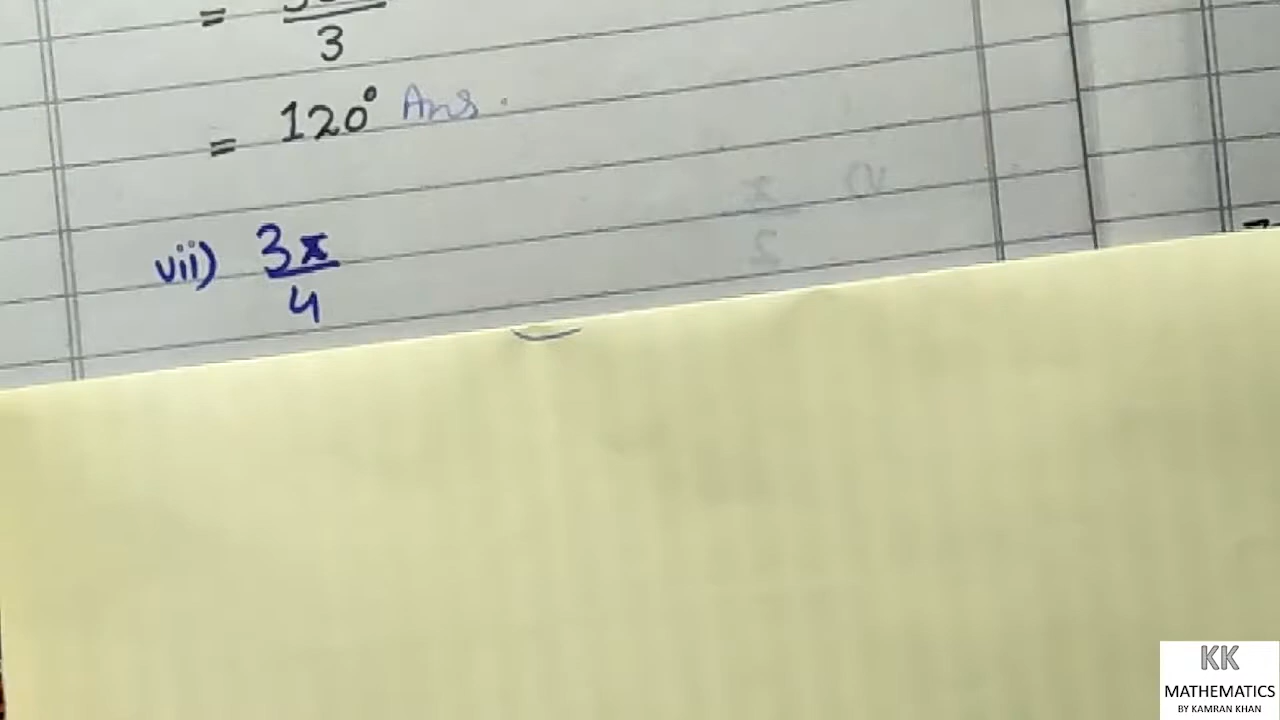 =
3
= 120° Ans.
vii) 3π
4
KK
MATHEMATICS
BY KAMRAN KHAN